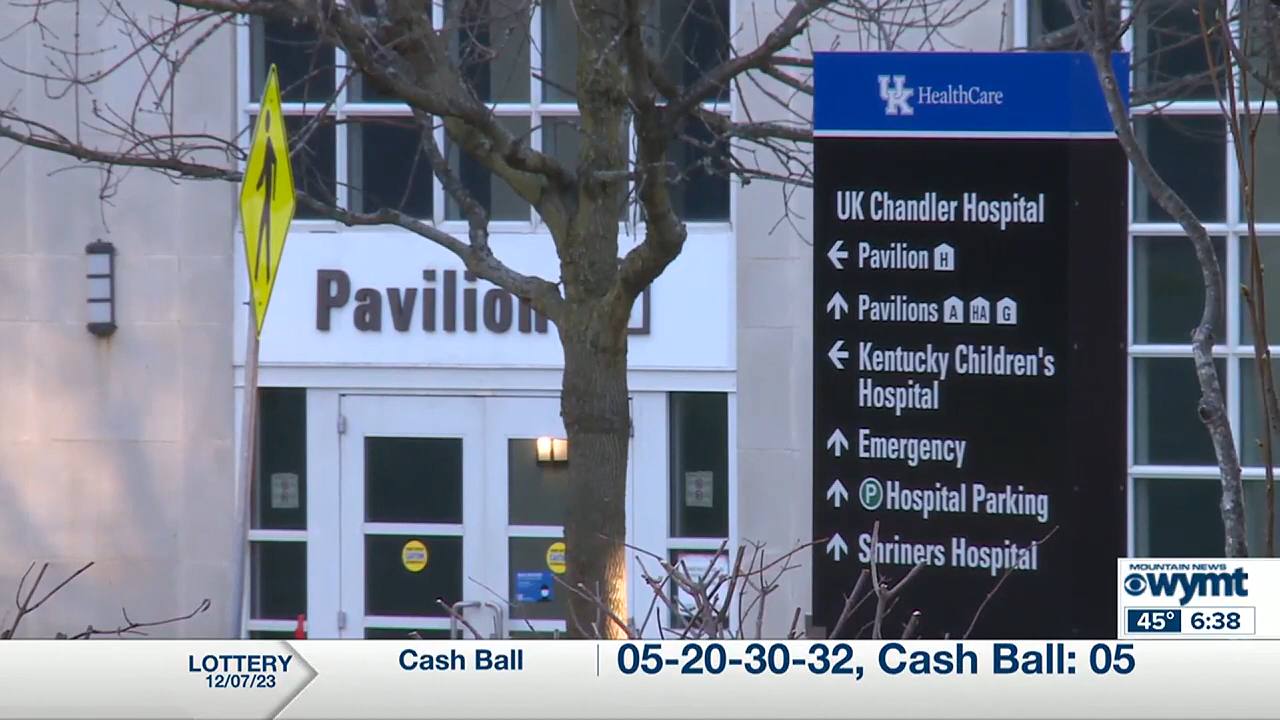 UK HealthCare
UK Chandler Hospital
Pavilion H
Pavilions A HA G
Kentucky Children's
Hospital
Emergency
P Hospital Parking
Shriners Hospital
Pavilion
CAUTION
MOUNTAIN NEWS
wymt
45° 6:38
LOTTERY
12/07/23
Cash Ball
05-20-30-32, Cash Ball: 05